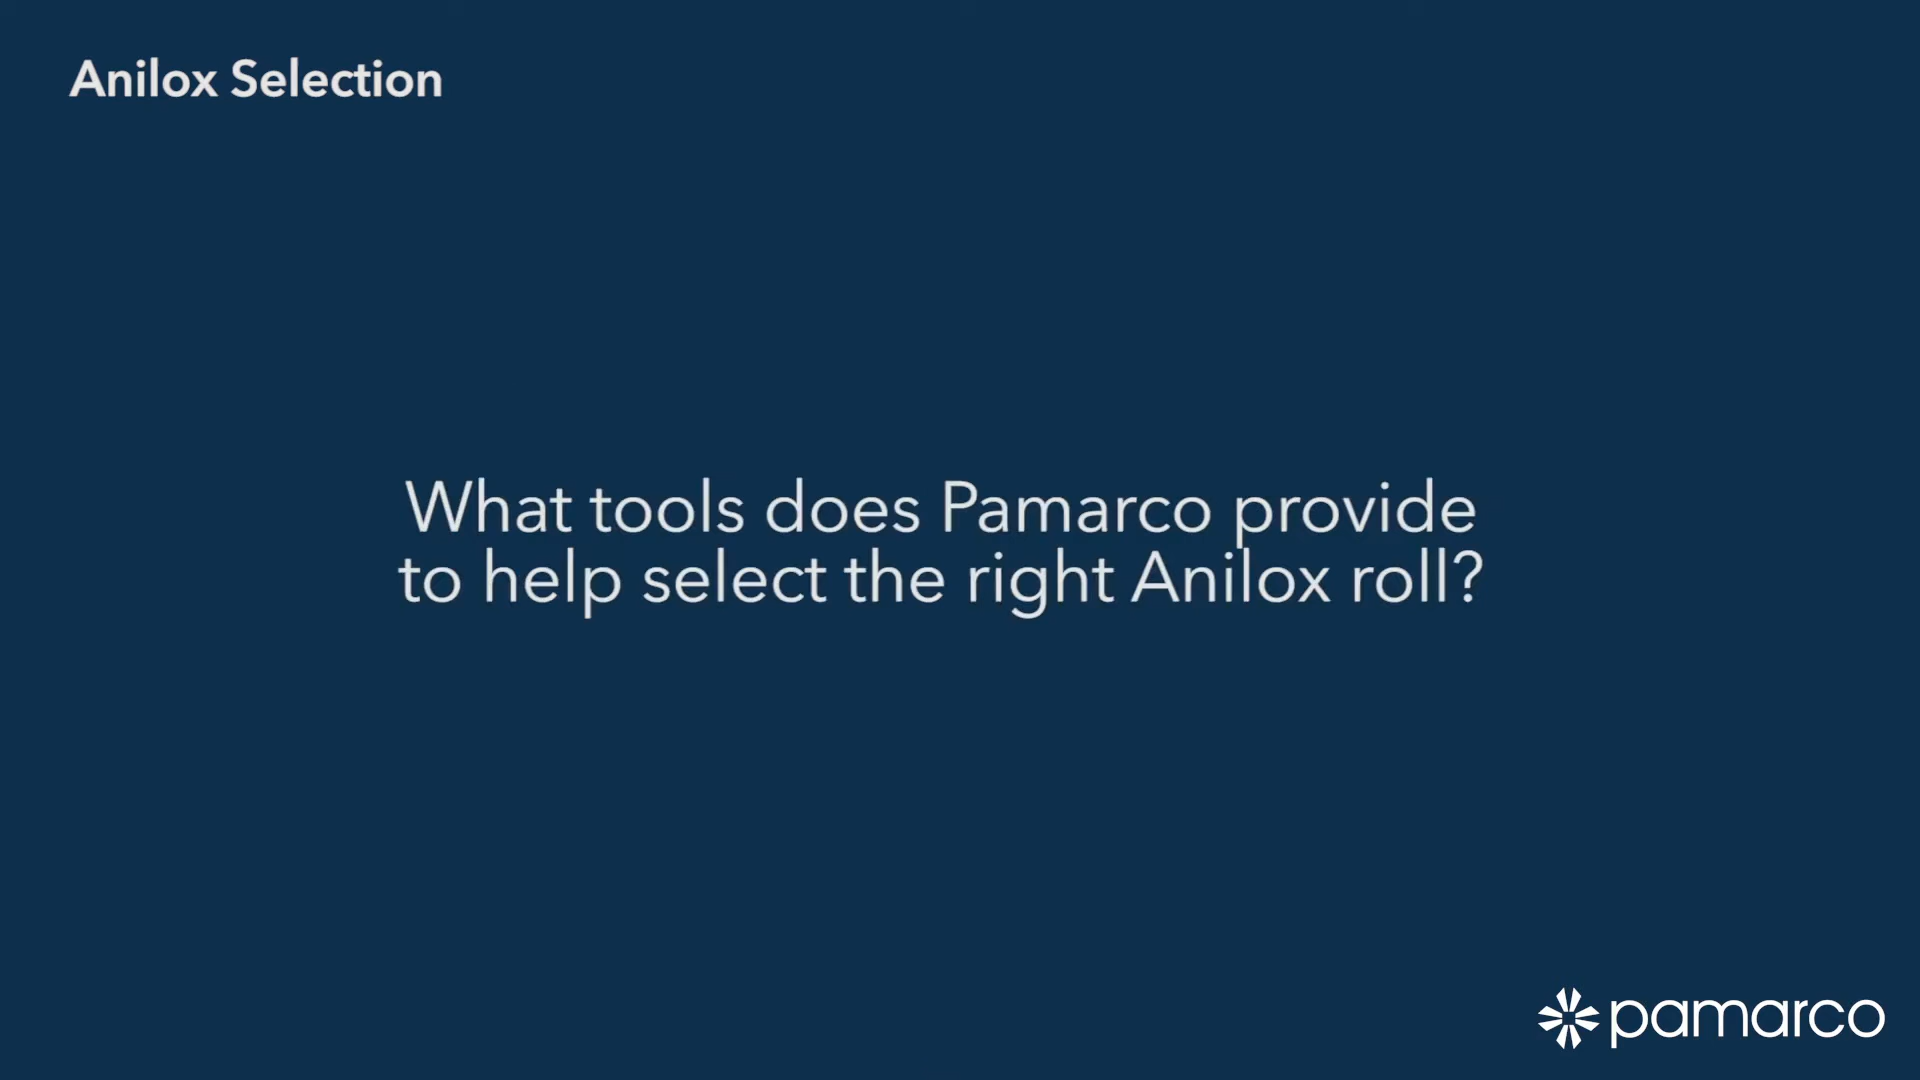 Anilox Selection
What tools does Pamarco provide
to help select the right Anilox roll?
pamarco